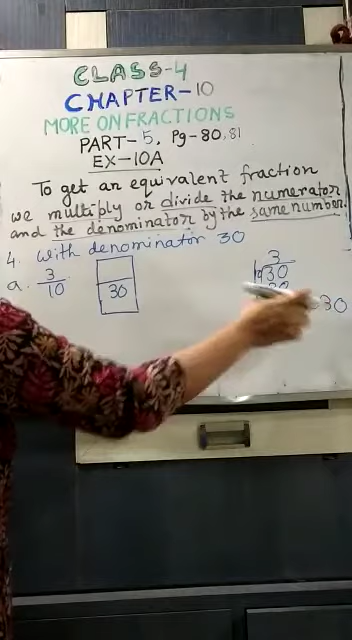 CLASS-4
CHAPTER-10
MORE ON FRACTIONS
PART-5, Pg-80,81
EX-10A
To get an equivalent fraction
we multiply or divide the numerator
and the denominator by the same number.
4. With denominator 30
a. 3/10 30
3
10)30
30